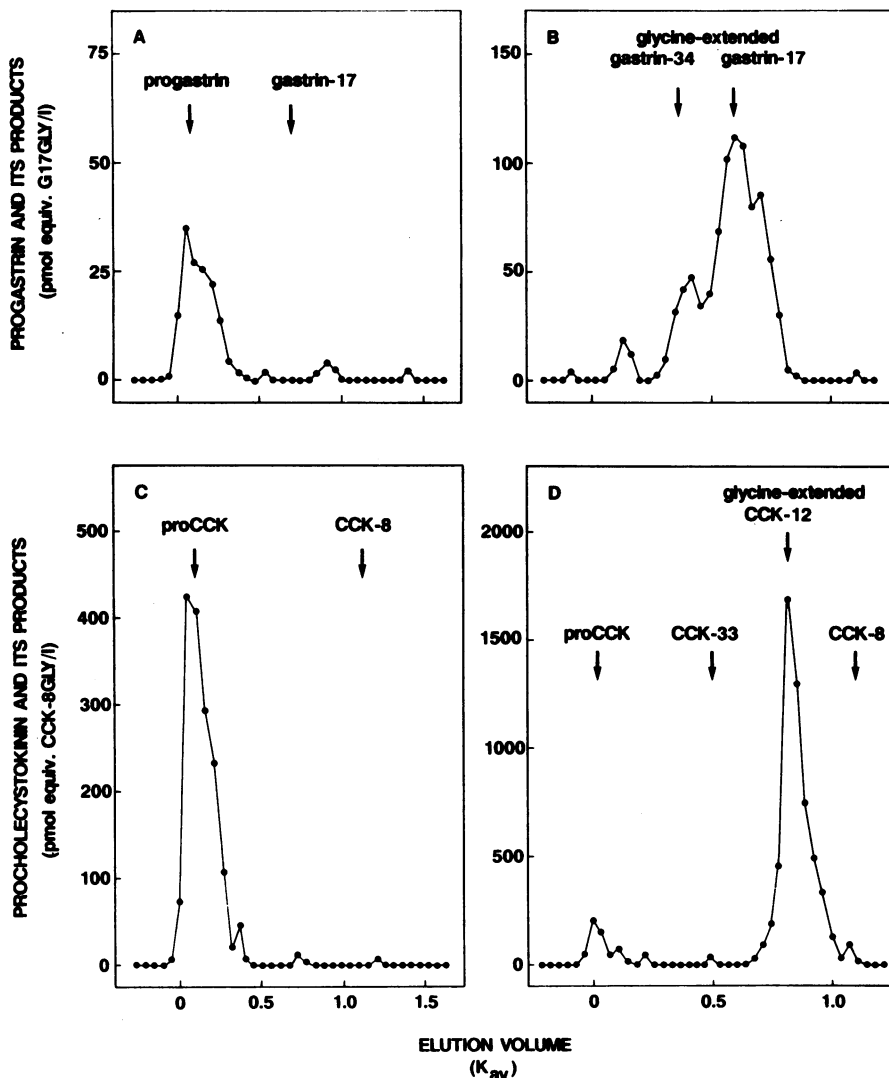 A
75
50
25
0
progastrin
gastrin-17
B
150
100
50
0
glycine-extended
gastrin-34
gastrin-17
PROGASTRIN AND ITS PRODUCTS
(pmol equiv. G17GLY/l)
C
500
400
300
200
100
0
proCCK
CCK-8
0
0.5
1.0
1.5
D
2000
1500
1000
500
0
glycine-extended
CCK-12
proCCK
CCK-33
CCK-8
0
0.5
1.0
PROCHOLECYSTOKININ AND ITS PRODUCTS
(pmol equiv. CCK-8GLY/l)
ELUTION VOLUME
(Kav)